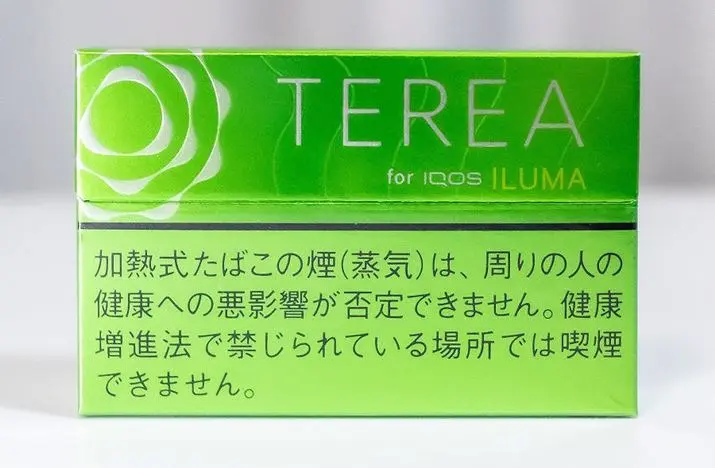 TEREA
for IQOS ILUMA
加熱式たばこの煙(蒸気)は、周りの人の
健康への悪影響が否定できません。健康
増進法で禁じられている場所では喫煙
できません。